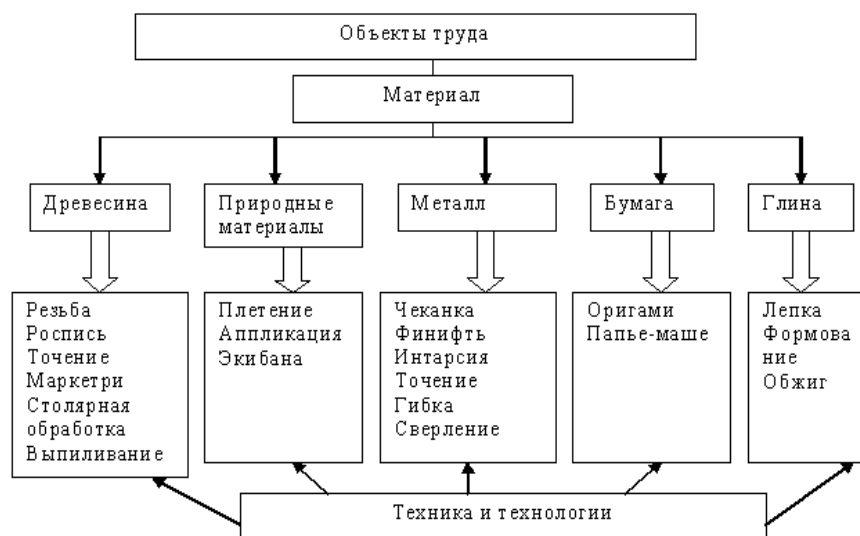 Объекты труда
Материал
Древесина
Природные
материалы
Металл
Бумага
Глина
Резьба
Роспись
Точение
Маркетри
Столярная
обработка
Выпиливание
Плетение
Аппликация
Экибана
Чеканка
Финифть
Интарсия
Точение
Гибка
Сверление
Оригами
Папье-маше
Лепка
Формова
ние
Обжиг
Техника и технологии